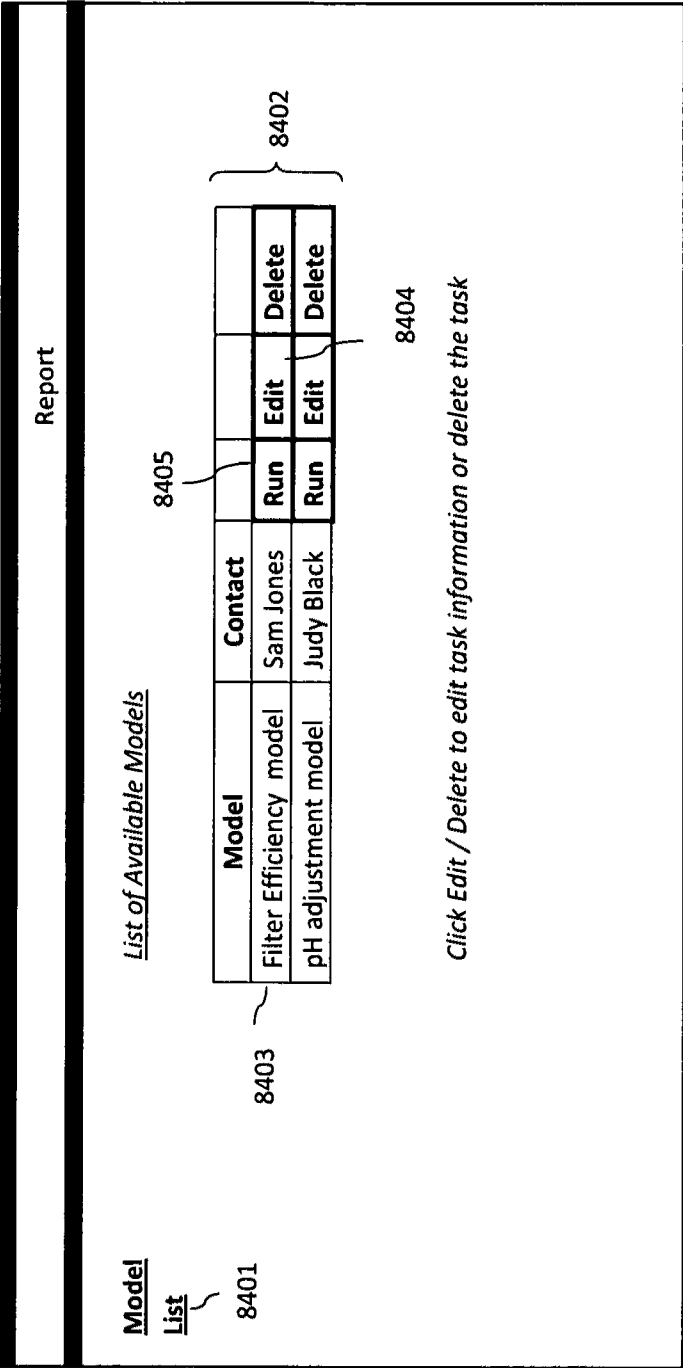 Report
Model
List
8401
List of Available Models
8405
8402
Model Contact
8403
Filter Efficiency model Sam Jones Run Edit Delete
pH adjustment model Judy Black Run Edit Delete
8404
Click Edit / Delete to edit task information or delete the task